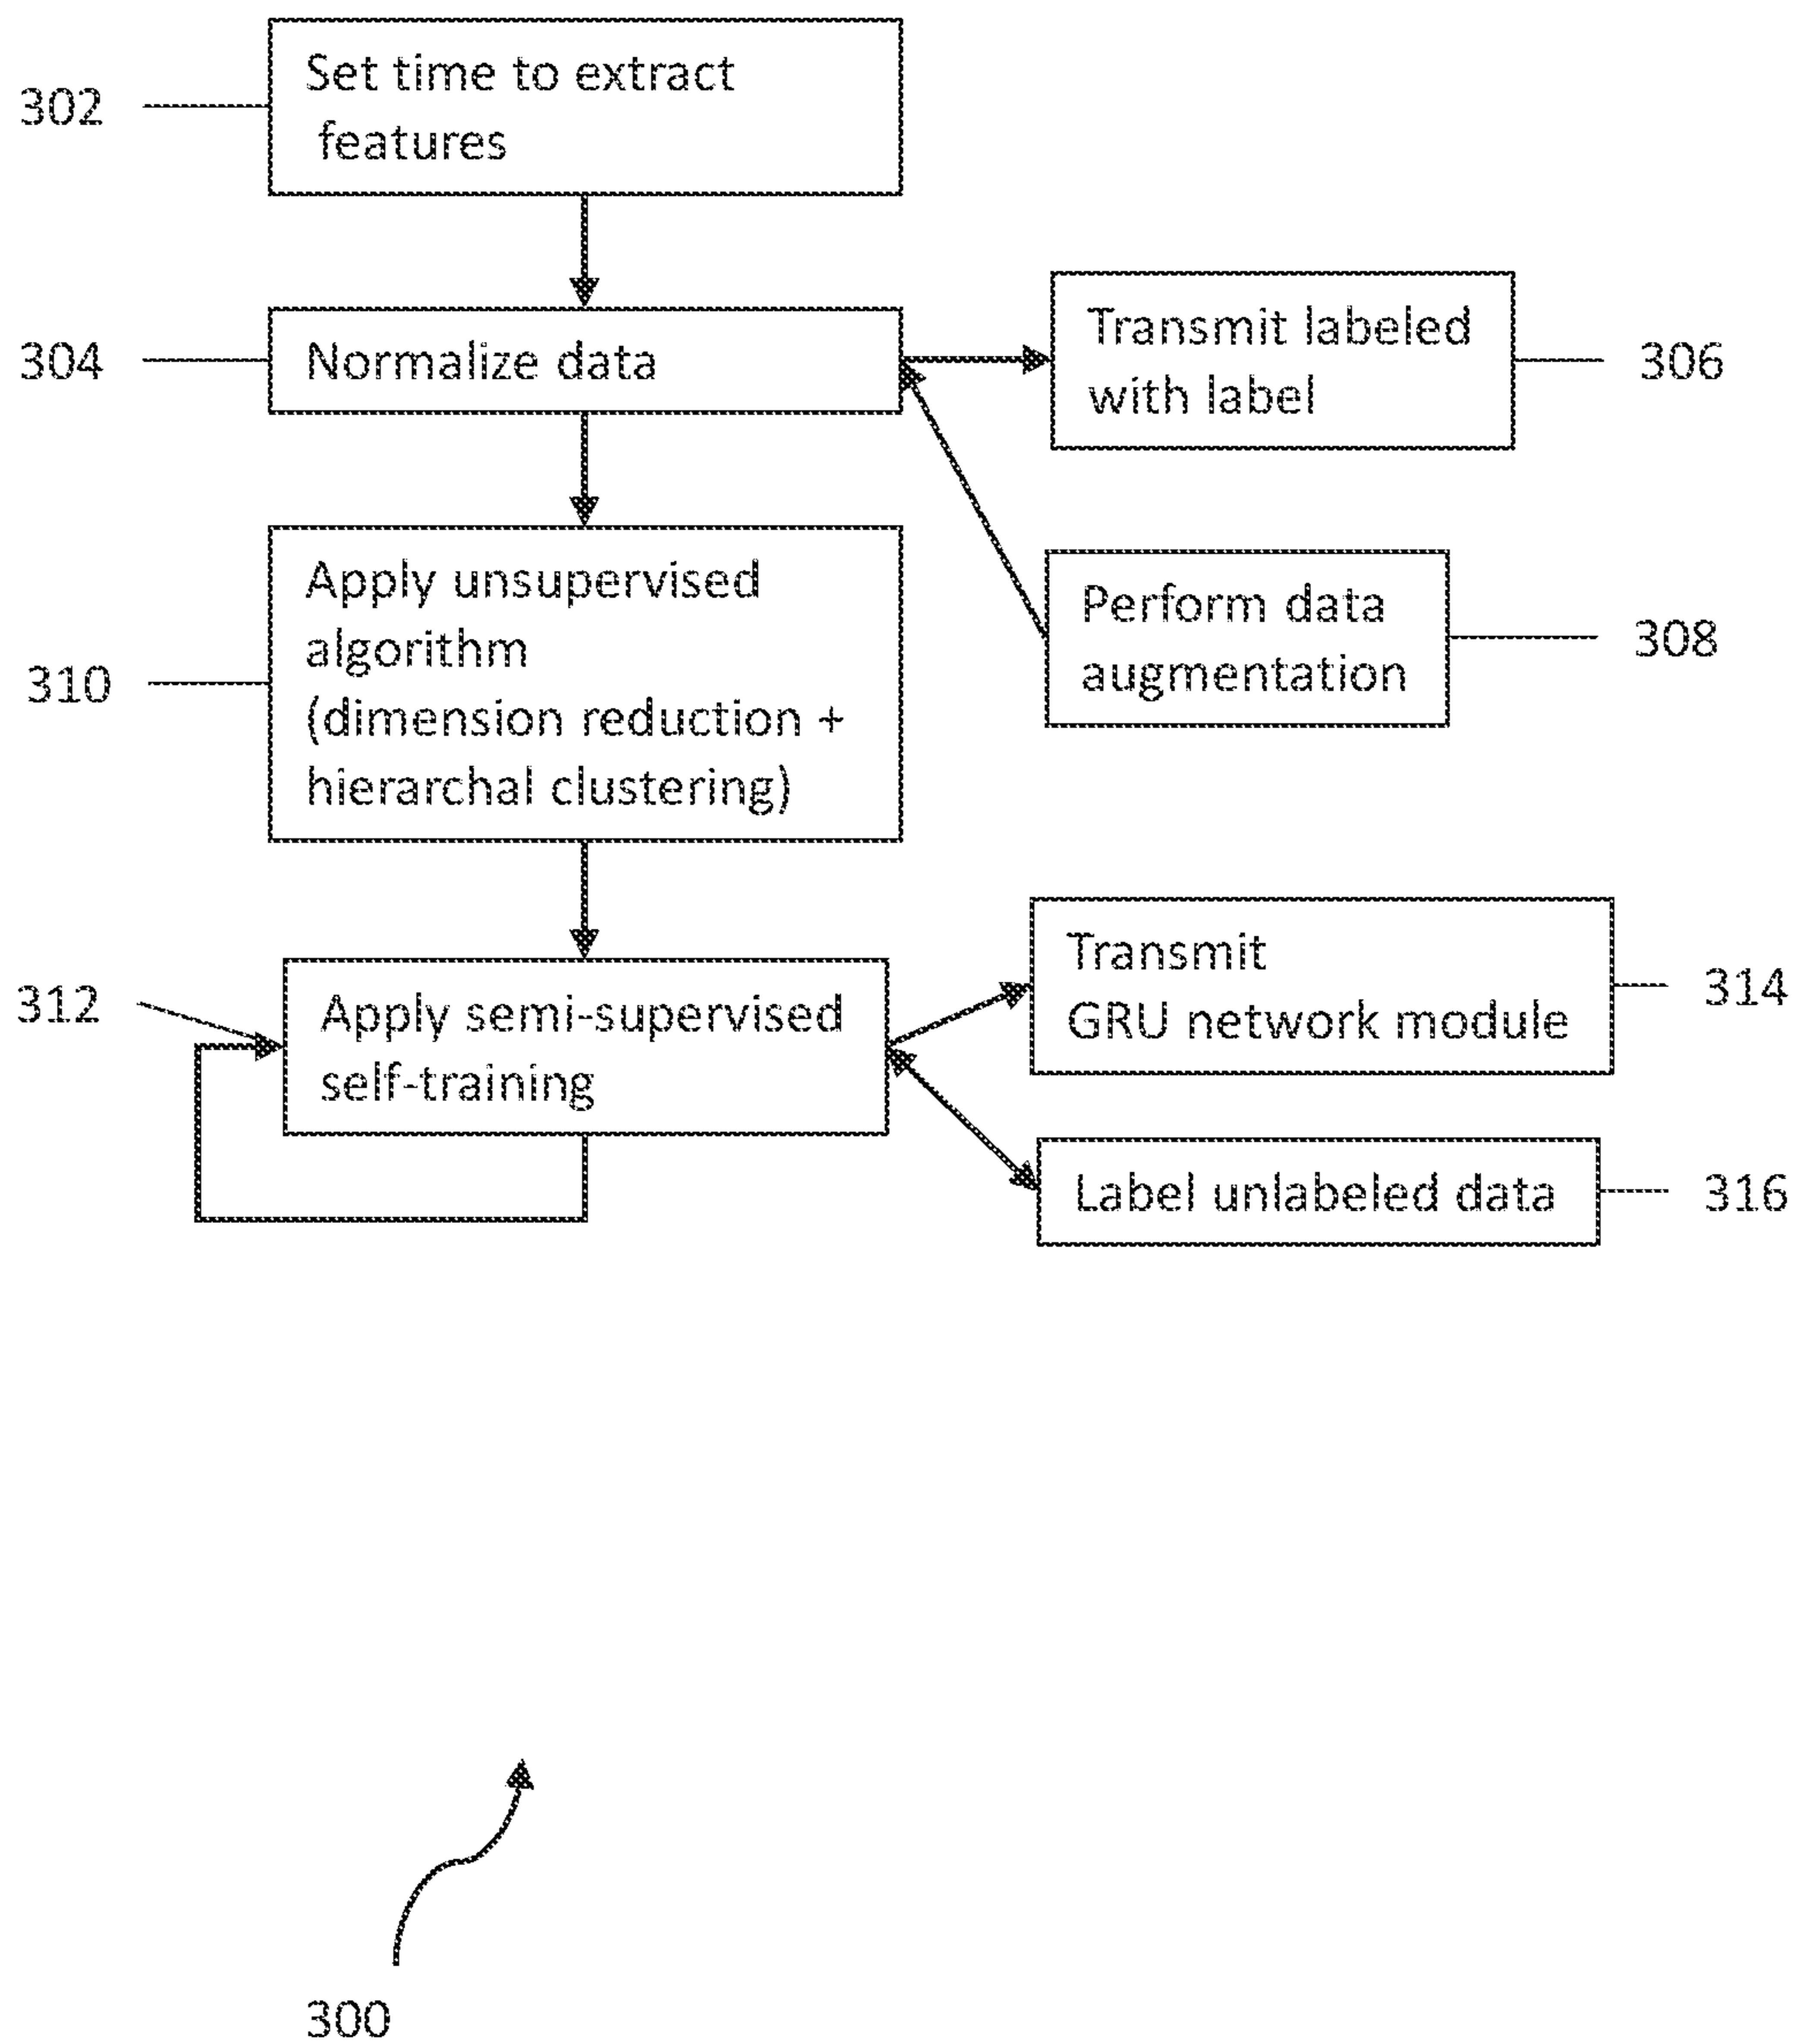 302
Set time to extract
features
304
Normalize data
Transmit labeled
with label
306
Perform data
augmentation
308
310
Apply unsupervised
algorithm
(dimension reduction +
hierarchal clustering)
312
Apply semi-supervised
self-training
Transmit
GRU network module
314
Label unlabeled data
316
300